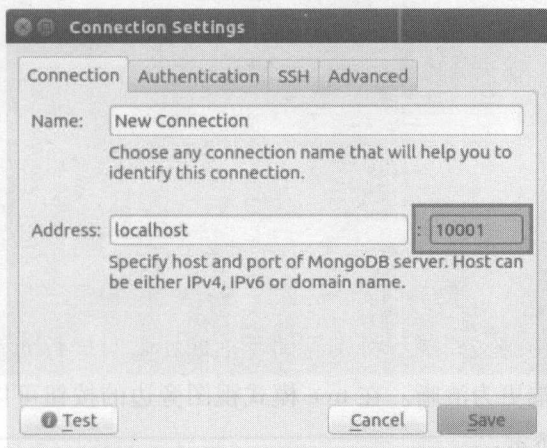 Connection Settings
Connection Authentication SSH Advanced
Name: New Connection
Choose any connection name that will help you to
identify this connection.
Address: localhost : 10001
Specify host and port of MongoDB server. Host can
be either IPv4, IPv6 or domain name.
Test Cancel Save